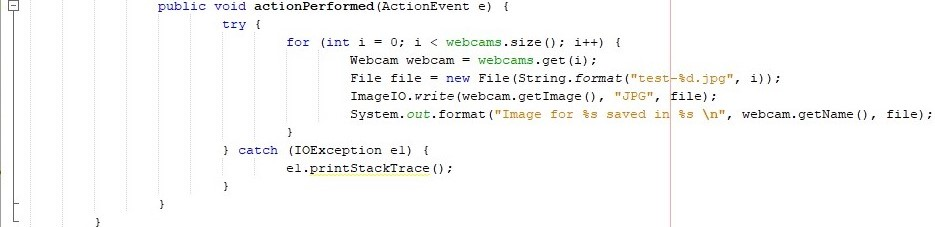 public void actionPerformed(ActionEvent e) {
try {
for (int i = 0; i < webcams.size(); i++) {
Webcam webcam = webcams.get(i);
File file = new File(String.format("test-%d.jpg", i));
ImageIO.write(webcam.getImage(), "JPG", file);
System.out.format("Image for %s saved in %s \n", webcam.getName(), file);
}
} catch (IOException e1) {
e1.printStackTrace();
}
}
}